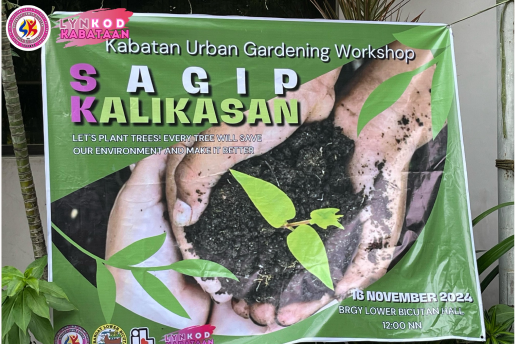 LYNKOD
KABATAAN
Kabatan Urban Gardening Workshop
SAGIP
KALIKASAN
LET'S PLANT TREES! EVERY TREE WILL SAVE
OUR ENVIRONMENT AND MAKE IT BETTER
16 NOVEMBER 2024
BRGY LOWER BICUTAN HALL
12:00 NN
LYNKOD